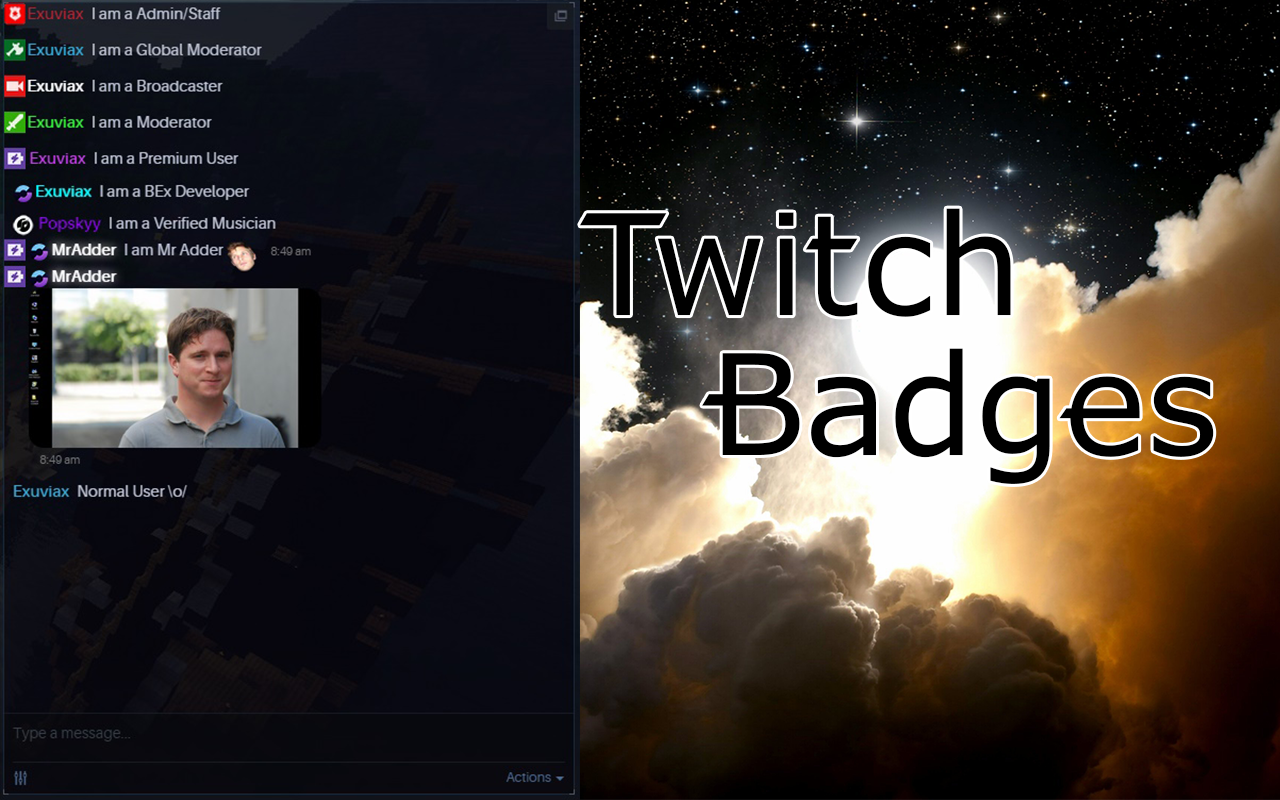 Exuviax I am a Admin/Staff
Exuviax I am a Global Moderator
Exuviax I am a Broadcaster
Exuviax I am a Moderator
Exuviax I am a Premium User
Exuviax I am a BEx Developer
Popskyy I am a Verified Musician
MrAdder I am Mr Adder 8:49 am
MrAdder
8:49 am
Exuviax Normal User \o/
Type a message...
Actions
Twitch
Badges